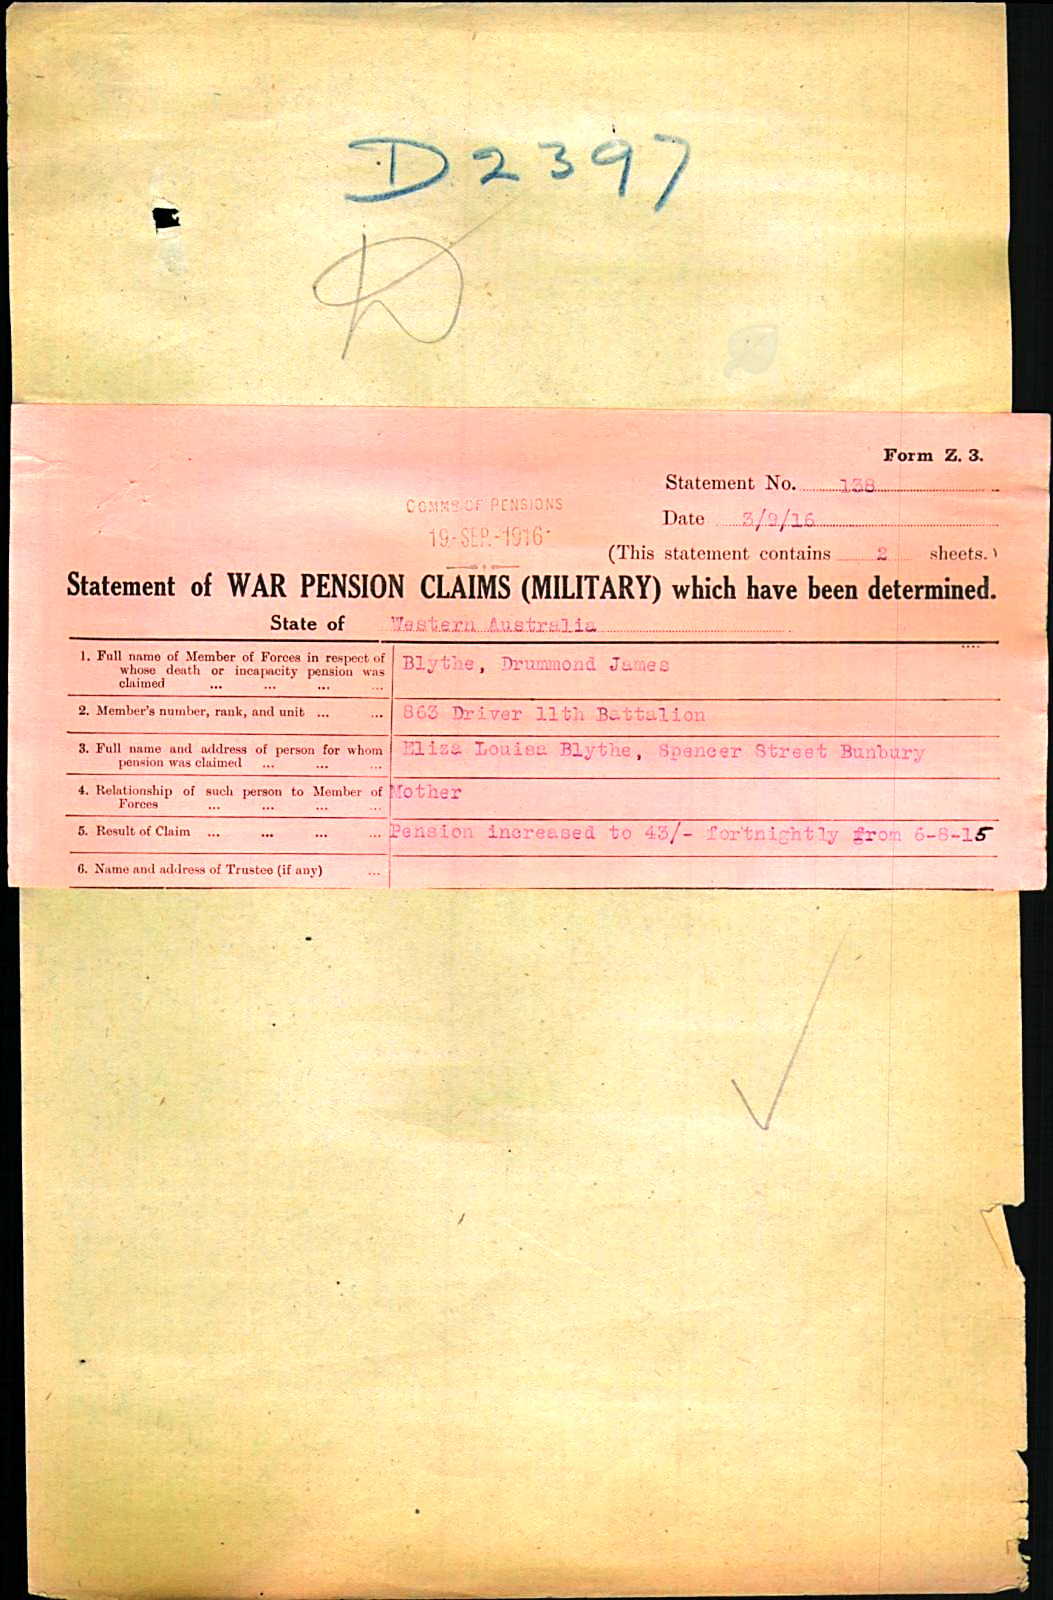 D2397
D
Form Z. 3.
Statement No. 138
COMMR OF PENSIONS
Date 3/9/16
19-SEP.-1916
(This statement contains 2 sheets.)
Statement of WAR PENSION CLAIMS (MILITARY) which have been determined.
State of Western Australia
1. Full name of Member of Forces in respect of whose death or incapacity pension was claimed ... ... ... ... Blythe, Drummond James
2. Member's number, rank, and unit ... ... 863 Driver 11th Battalion
3. Full name and address of person for whom pension was claimed ... ... ... Eliza Louisa Blythe, Spencer Street Bunbury
4. Relationship of such person to Member of Forces ... ... ... ... Mother
5. Result of Claim ... ... ... ... Pension increased to 43/- fortnightly from 6-8-15
6. Name and address of Trustee (if any) ...